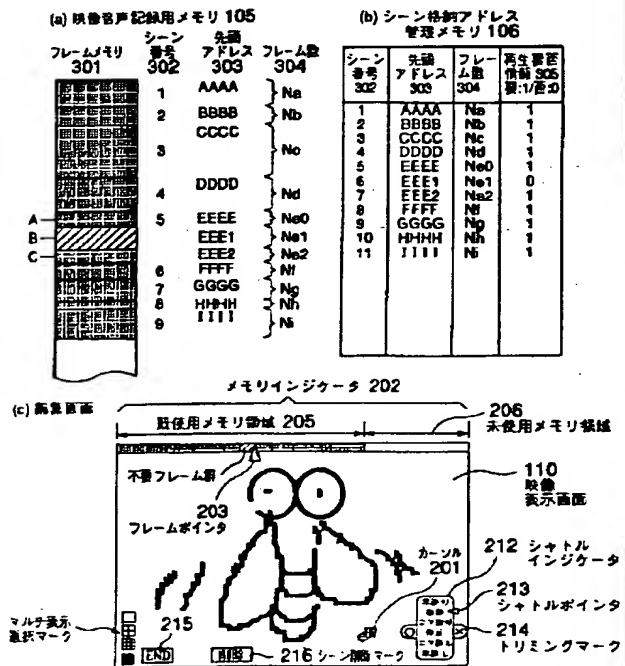 (a) 映像音声記録用メモリ 105
フレームメモリ 301
シーン番号 302
先頭アドレス 303
フレーム数 304
1 AAAA Na
2 BBBB Nb
CCCC
3 Nc
4 DDDD Nd
A
5 EEEE Ne0
B
EEE1 Ne1
C
EEE2 Ne2
6 FFFF Nf
7 GGGG Ng
8 HHHH Nh
9 IIII Ni
(b) シーン格納アドレス
管理メモリ 106
シーン番号 302
先頭アドレス 303
フレーム数 304
再生要否情報 305
要:1/否:0
1 AAAA Na 1
2 BBBB Nb 1
3 CCCC Nc 1
4 DDDD Nd 1
5 EEEE Ne0 1
6 EEE1 Ne1 0
7 EEE2 Na2 1
8 FFFF Nf 1
9 GGGG Ng 1
10 HHHH Nh 1
11 IIII Ni 1
メモリインジケータ 202
(c) 編集画面
既使用メモリ領域 205
206
未使用メモリ領域
不要フレーム群
203
フレームポインタ
110
映像
表示画面
カーソル
201
212 シャトル
インジケータ
213
シャトルポインタ
214
トリミングマーク
マルチ表示
選択マーク
215
END
削除
216 シーン削除マーク